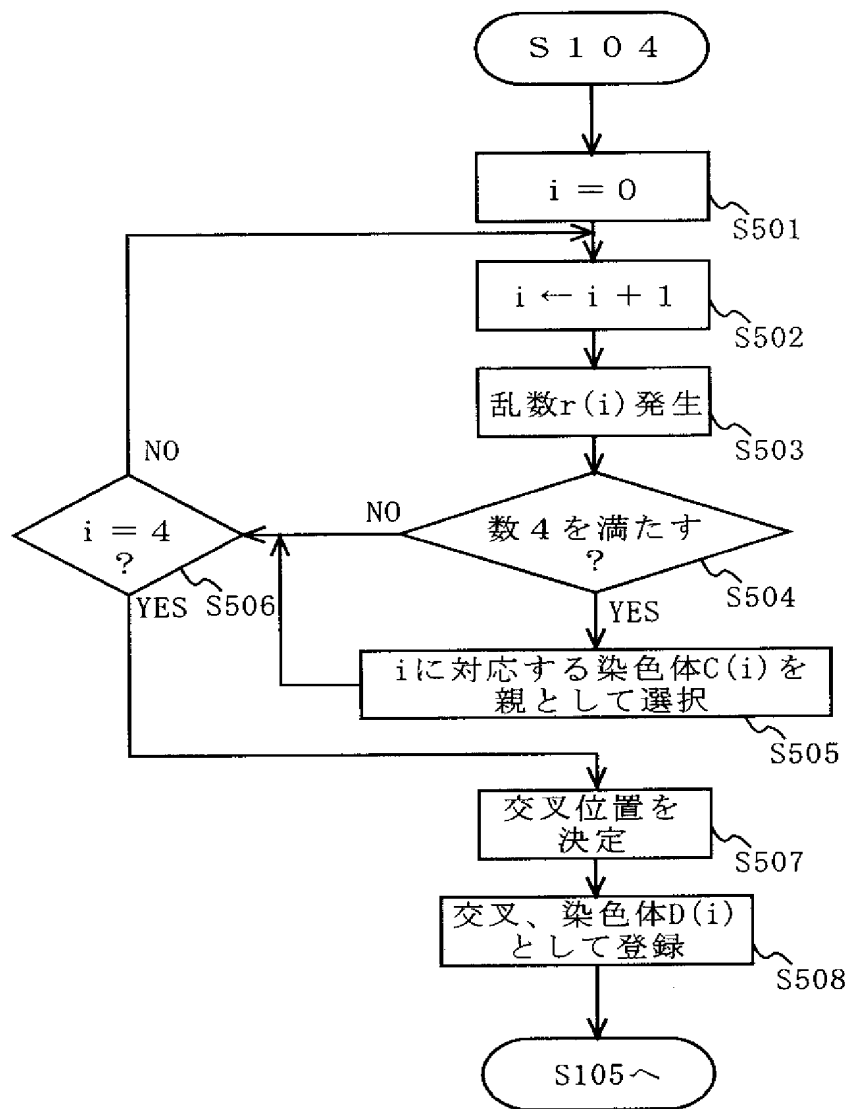 S104
i=0
S501
i←i+1
S502
乱数r(i)発生
S503
NO
i=4
?
YES
S506
NO
数4を満たす
?
S504
YES
iに対応する染色体C(i)を
親として選択
S505
交叉位置を
決定
S507
交叉、染色体D(i)
として登録
S508
S105へ